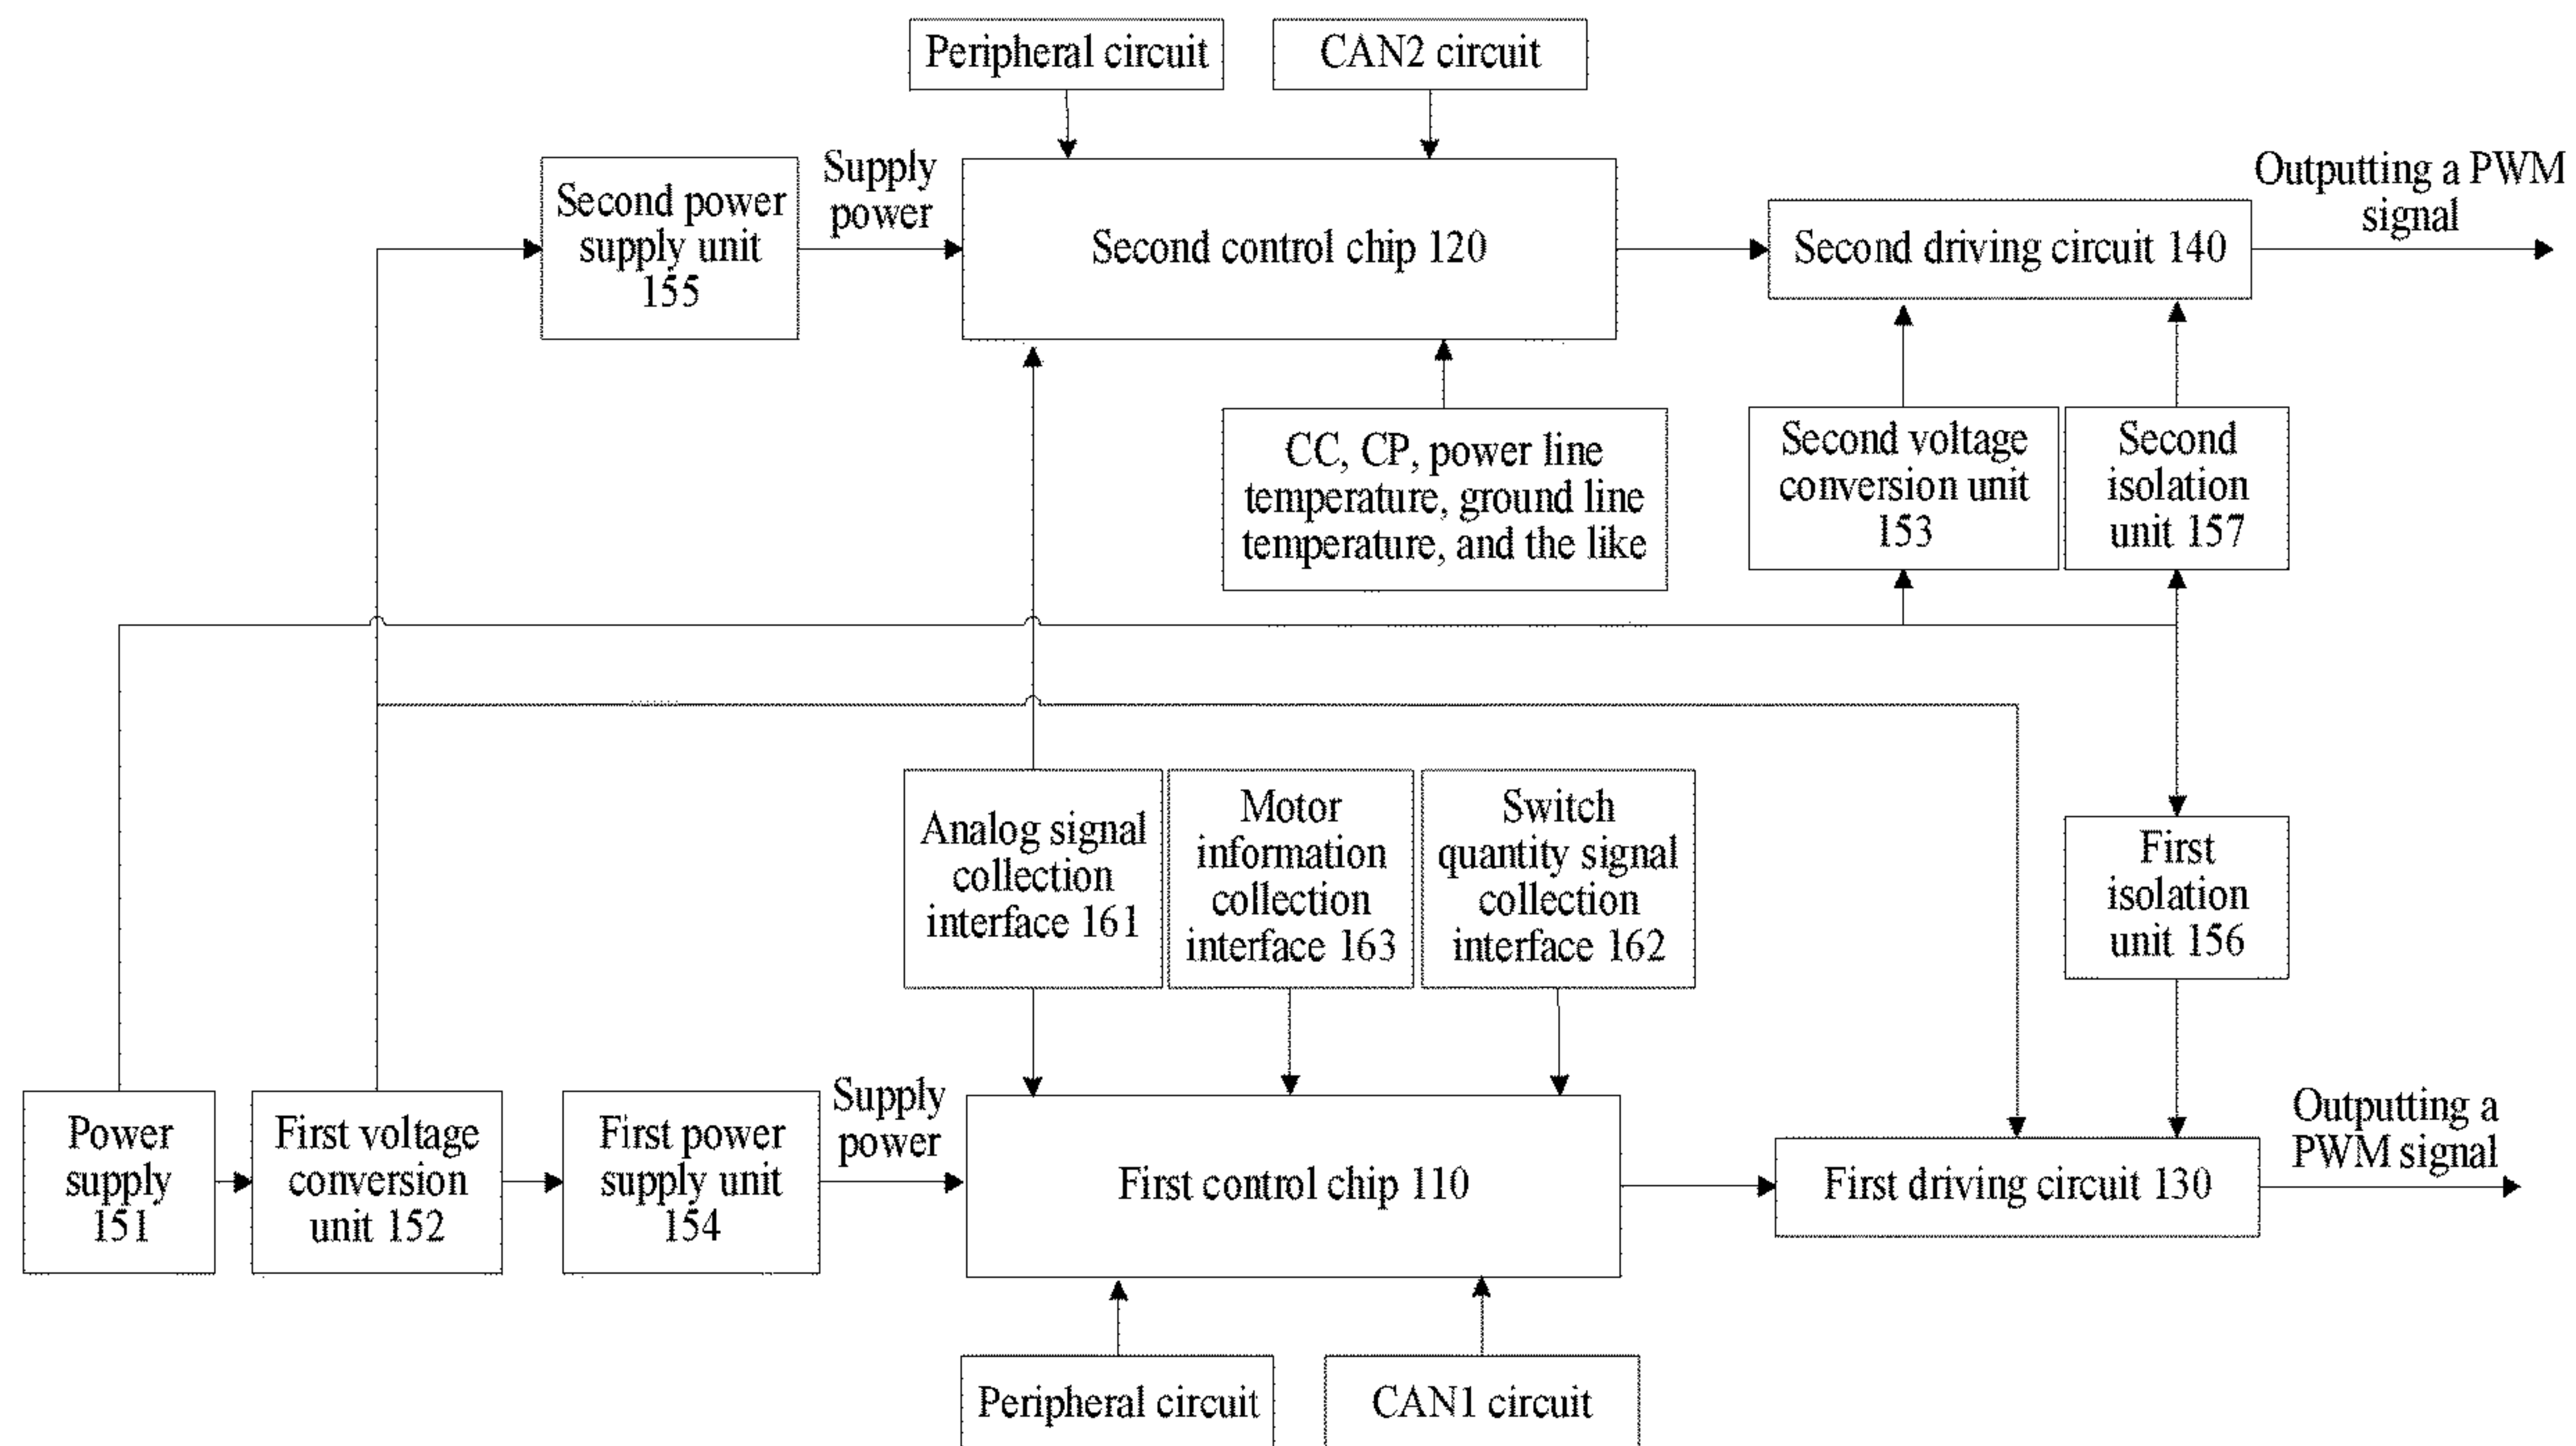 Peripheral circuit
CAN2 circuit
Second power
supply unit
155
Supply
power
Second control chip 120
Second driving circuit 140
Outputting a PWM
signal
CC, CP, power line
temperature, ground line
temperature, and the like
Second voltage
conversion unit
153
Second
isolation
unit 157
Analog signal
collection
interface 161
Motor
information
collection
interface 163
Switch
quantity signal
collection
interface 162
First
isolation
unit 156
Power
supply
151
First voltage
conversion
unit 152
First power
supply unit
154
Supply
power
First control chip 110
First driving circuit 130
Outputting a
PWM signal
Peripheral circuit
CAN1 circuit